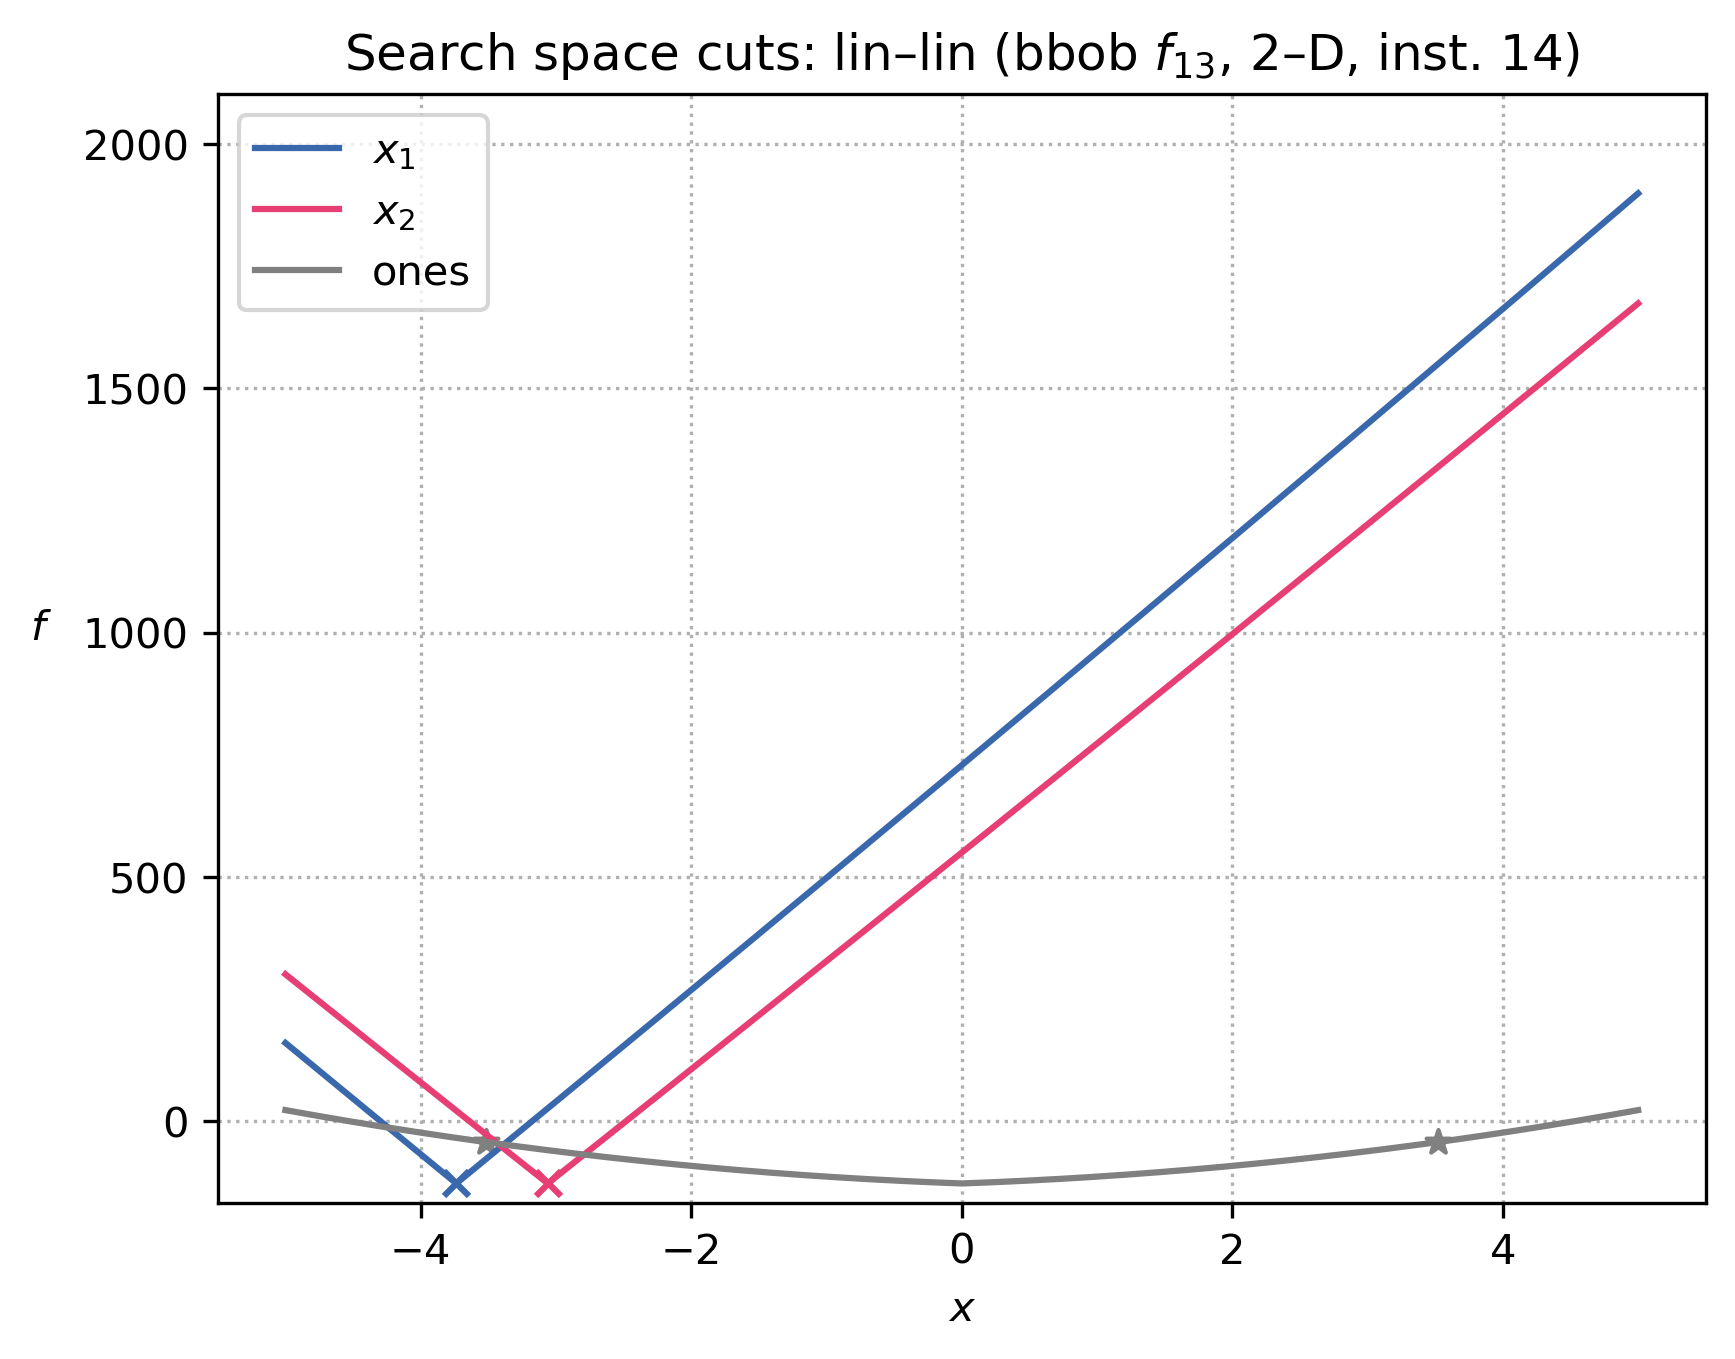 Search space cuts: lin–lin (bbob f13, 2–D, inst. 14)
x1
x2
ones
2000
1500
1000
500
0
f
−4 −2 0 2 4
x